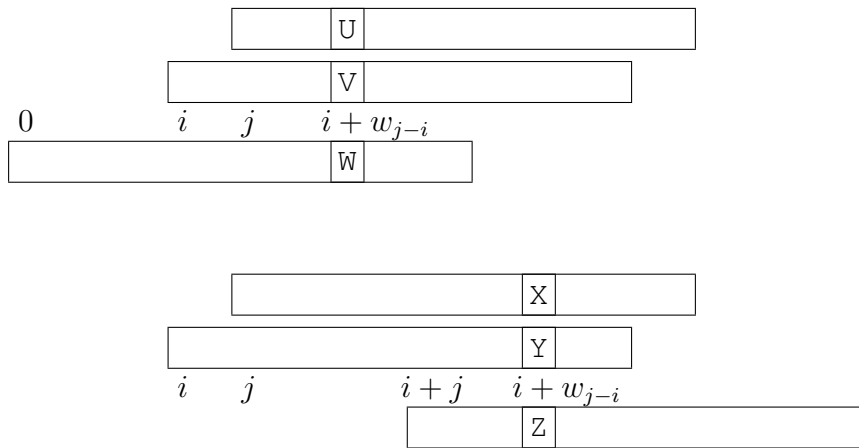 U
V
0 i j i + w_{j−i}
W
X
Y
i j i + j i + w_{j−i}
Z